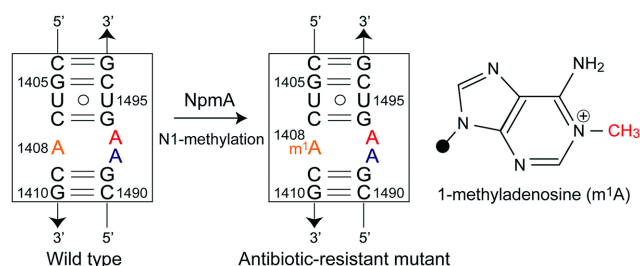 5’ 3’
C G
1405 G C
U U 1495
C G
A
1408 A A
C G
1410 G C 1490
3’ 5’
Wild type
NpmA
N1-methylation
5’ 3’
C G
1405 G C
U U 1495
C G
1408 A
m1A A
C G
1410 G C 1490
3’ 5’
Antibiotic-resistant mutant
NH2
N
N + CH3
N
N
1-methyladenosine (m1A)